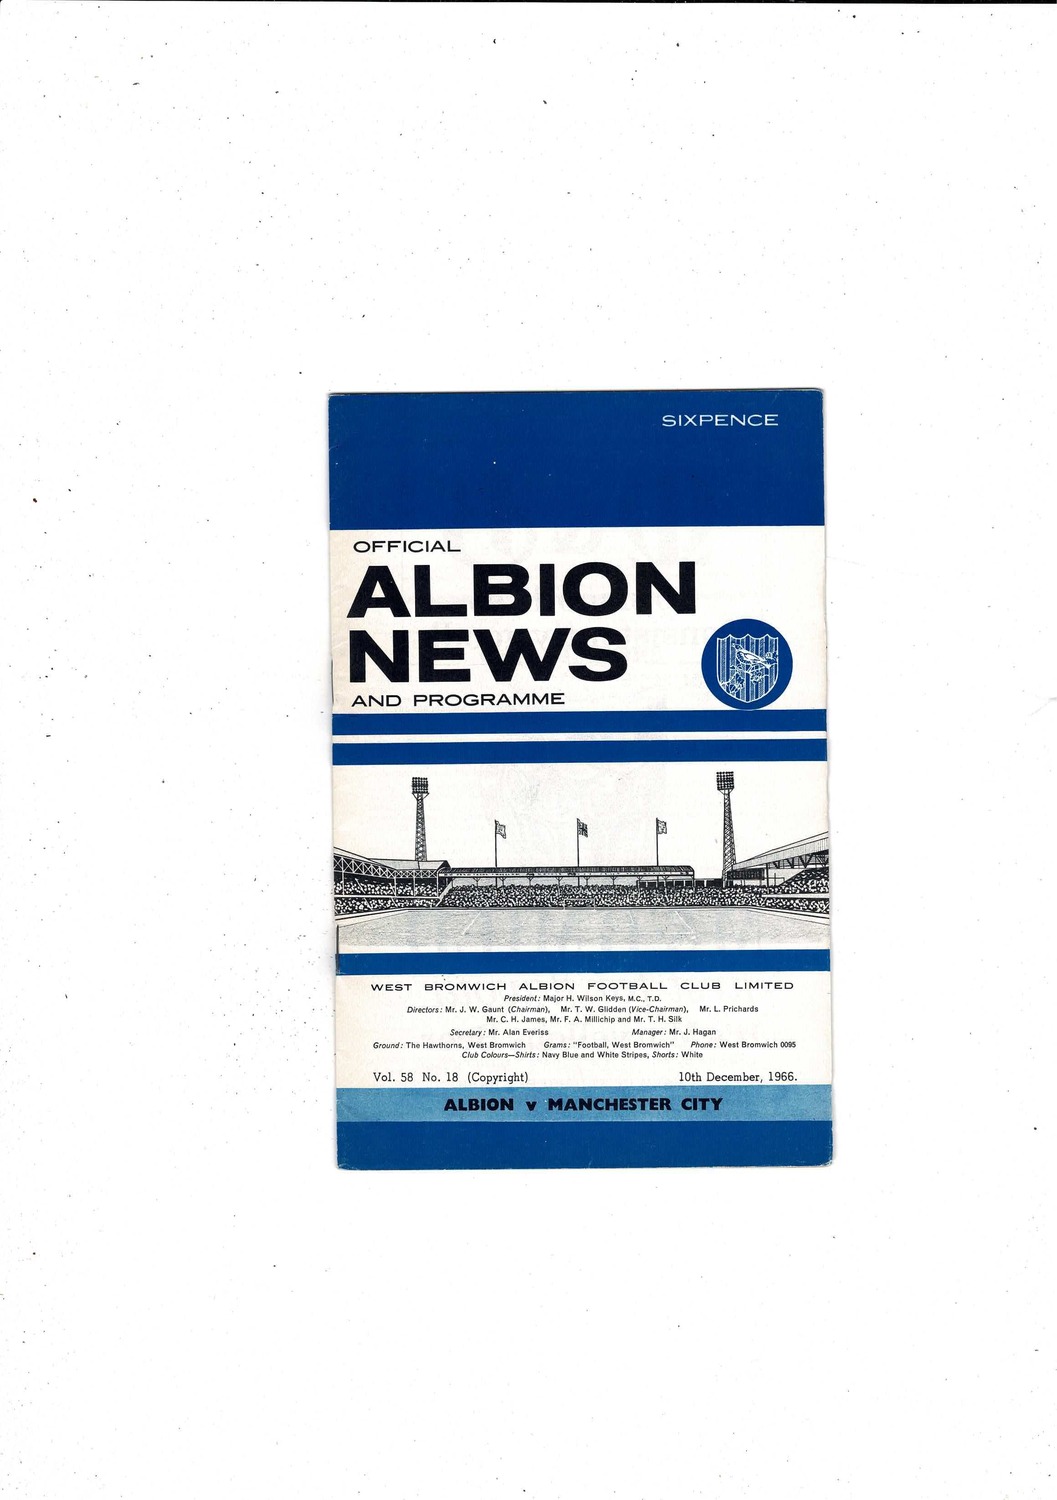 SIXPENCE
OFFICIAL
ALBION
NEWS
AND PROGRAMME
WEST BROMWICH ALBION FOOTBALL CLUB LIMITED
President: Major H. Wilson Keys, M.C., T.D.
Directors: Mr. J. W. Gaunt (Chairman), Mr. T. W. Glidden (Vice-Chairman), Mr. L. Prichards
Mr. C. H. James, Mr. F. A. Millichip and Mr. T. H. Silk
Secretary: Mr. Alan Everiss Manager: Mr. J. Hagan
Ground: The Hawthorns, West Bromwich Grams: "Football, West Bromwich" Phone: West Bromwich 0095
Club Colours—Shirts: Navy Blue and White Stripes, Shorts: White
Vol. 58 No. 18 (Copyright) 10th December, 1966.
ALBION v MANCHESTER CITY